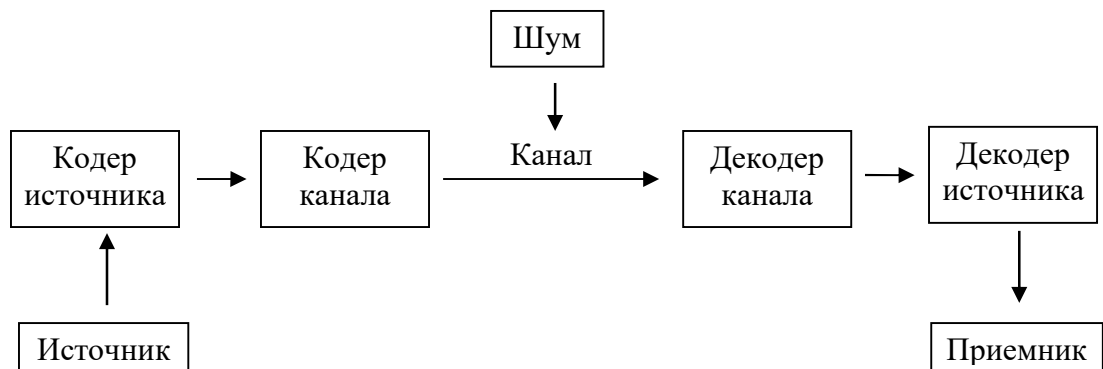 Шум
Кодер
источника
Кодер
канала
Канал
Декодер
канала
Декодер
источника
Источник
Приемник